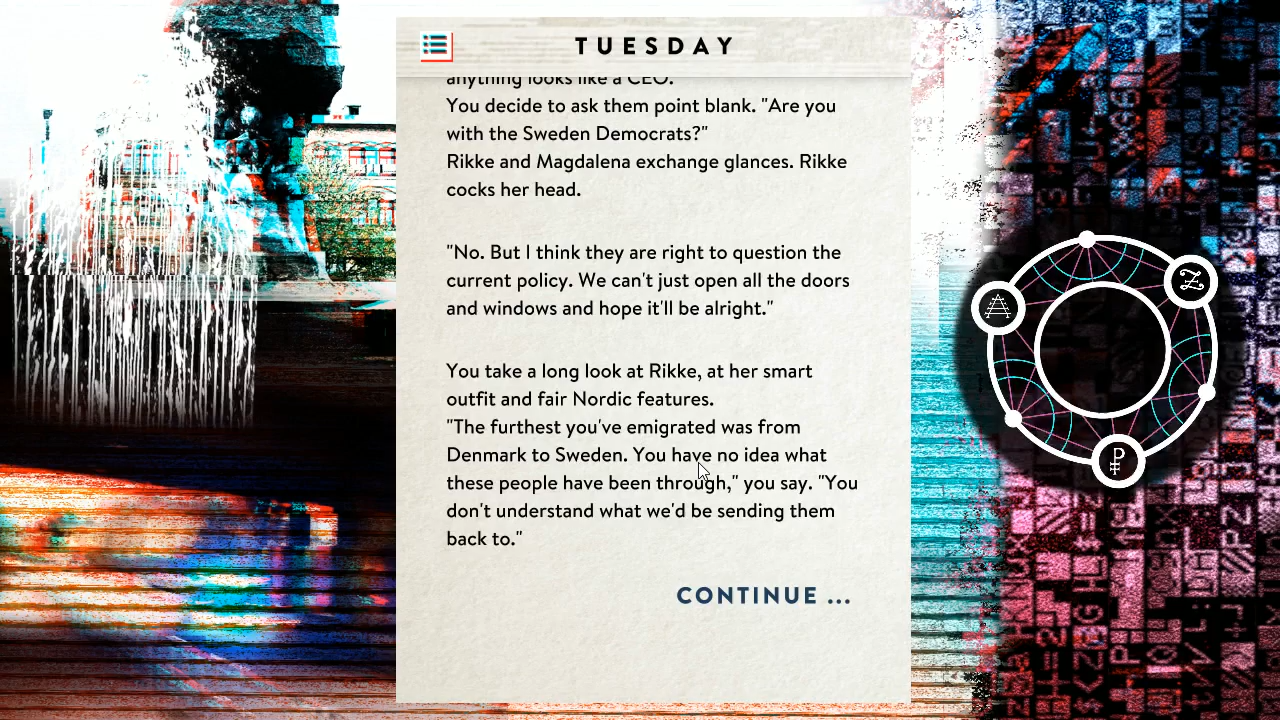 TUESDAY
anything looks like a CEO.
You decide to ask them point blank. "Are you
with the Sweden Democrats?"
Rikke and Magdalena exchange glances. Rikke
cocks her head.
"No. But I think they are right to question the
current policy. We can't just open all the doors
and windows and hope it'll be alright."
You take a long look at Rikke, at her smart
outfit and fair Nordic features.
"The furthest you've emigrated was from
Denmark to Sweden. You have no idea what
these people have been through," you say. "You
don't understand what we'd be sending them
back to."
CONTINUE ...